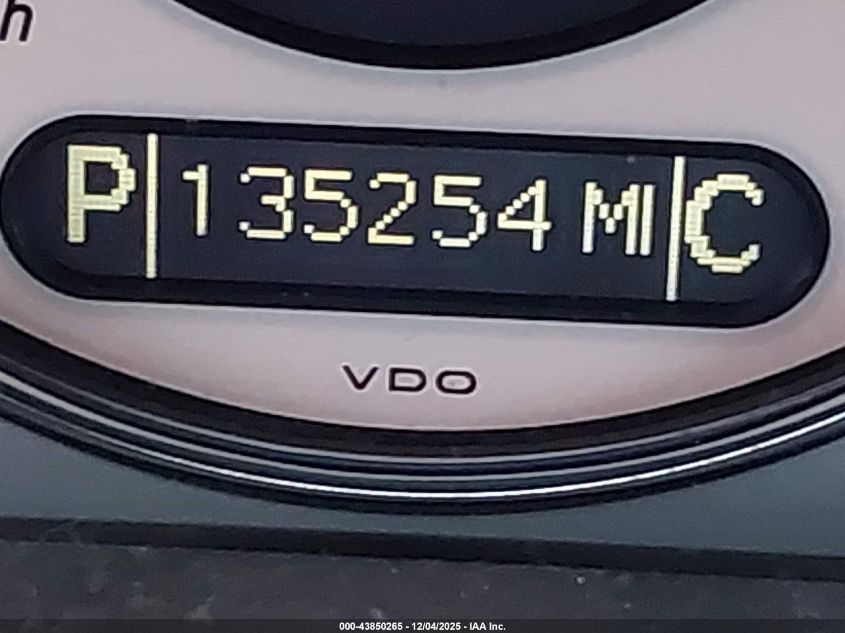 h
P 135254 MI C
VDO
000-43850265 - 12/04/2025 - IAA Inc.